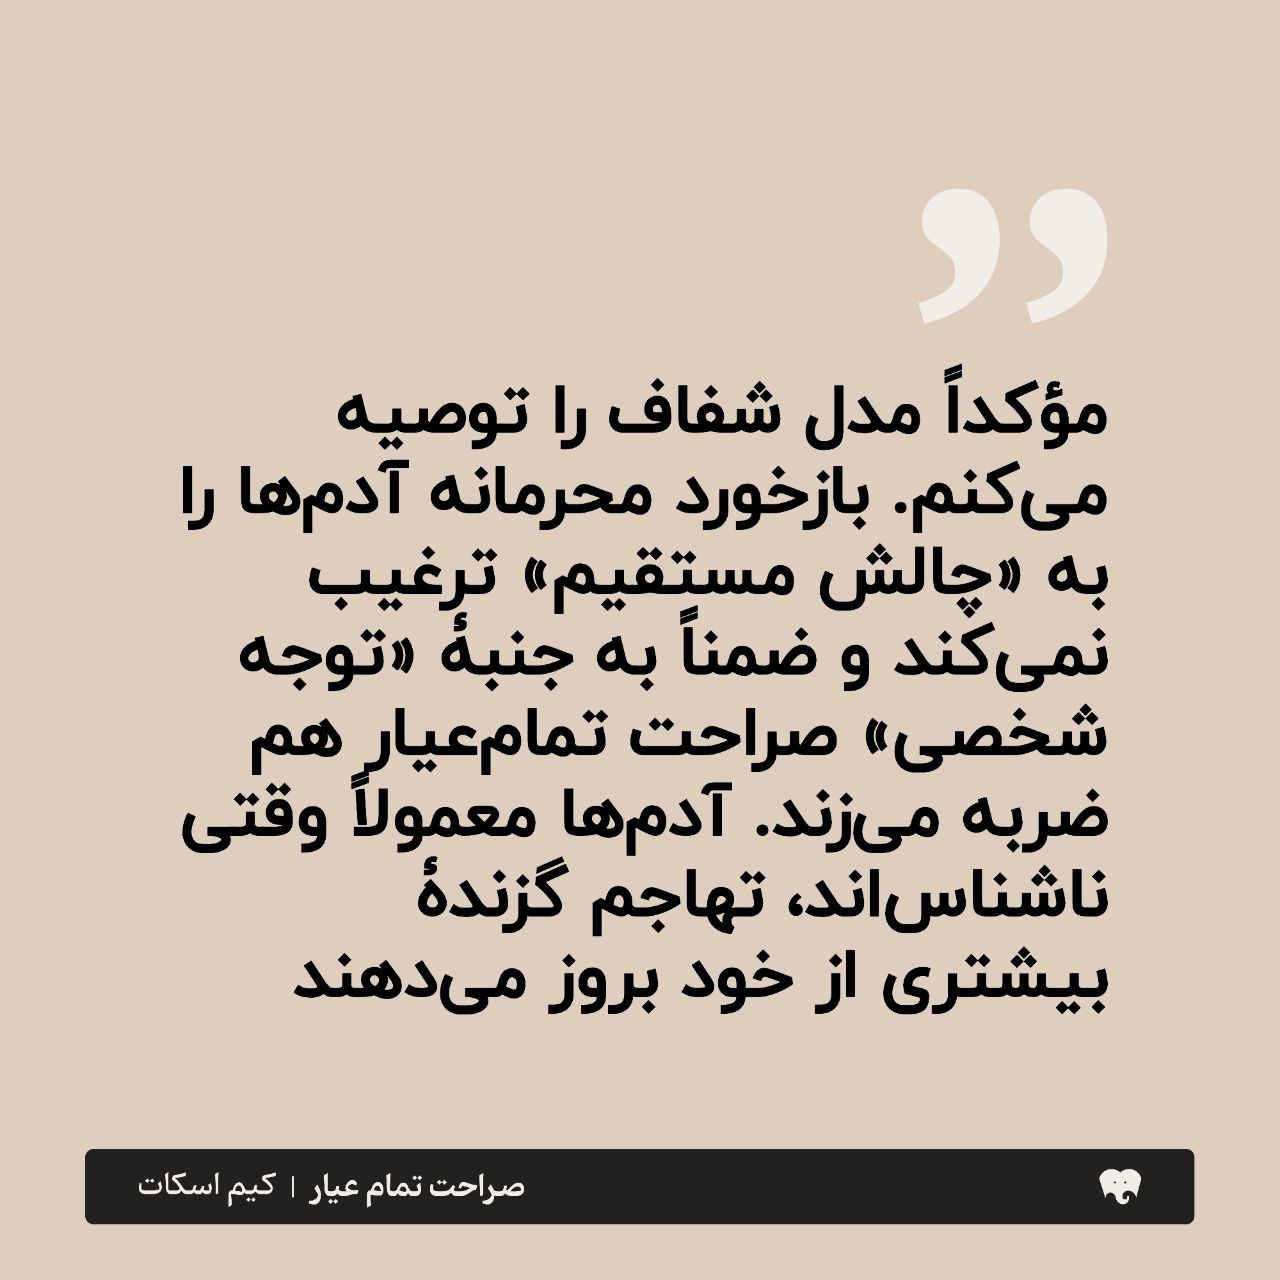 مؤکداً مدل شفاف را توصیه
می‌کنم. بازخورد محرمانه آدم‌ها را
به «چالش مستقیم» ترغیب
نمی‌کند و ضمناً به جنبهٔ «توجه
شخصی» صراحت تمام‌عیار هم
ضربه می‌زند. آدم‌ها معمولاً وقتی
ناشناس‌اند، تهاجم گزندهٔ
بیشتری از خود بروز می‌دهند
صراحت تمام عیار | کیم اسکات